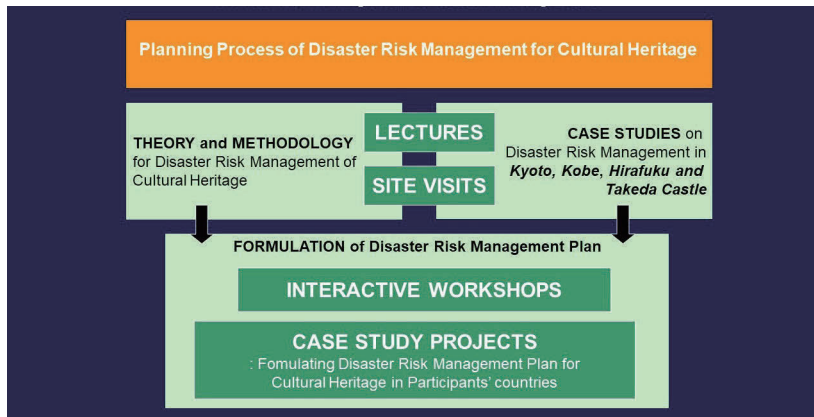 Planning Process of Disaster Risk Management for Cultural Heritage
THEORY and METHODOLOGY
for Disaster Risk Management of
Cultural Heritage
LECTURES
SITE VISITS
CASE STUDIES on
Disaster Risk Management in
Kyoto, Kobe, Hirafuku and
Takeda Castle
FORMULATION of Disaster Risk Management Plan
INTERACTIVE WORKSHOPS
CASE STUDY PROJECTS
: Fomulating Disaster Risk Management Plan for
Cultural Heritage in Participants' countries